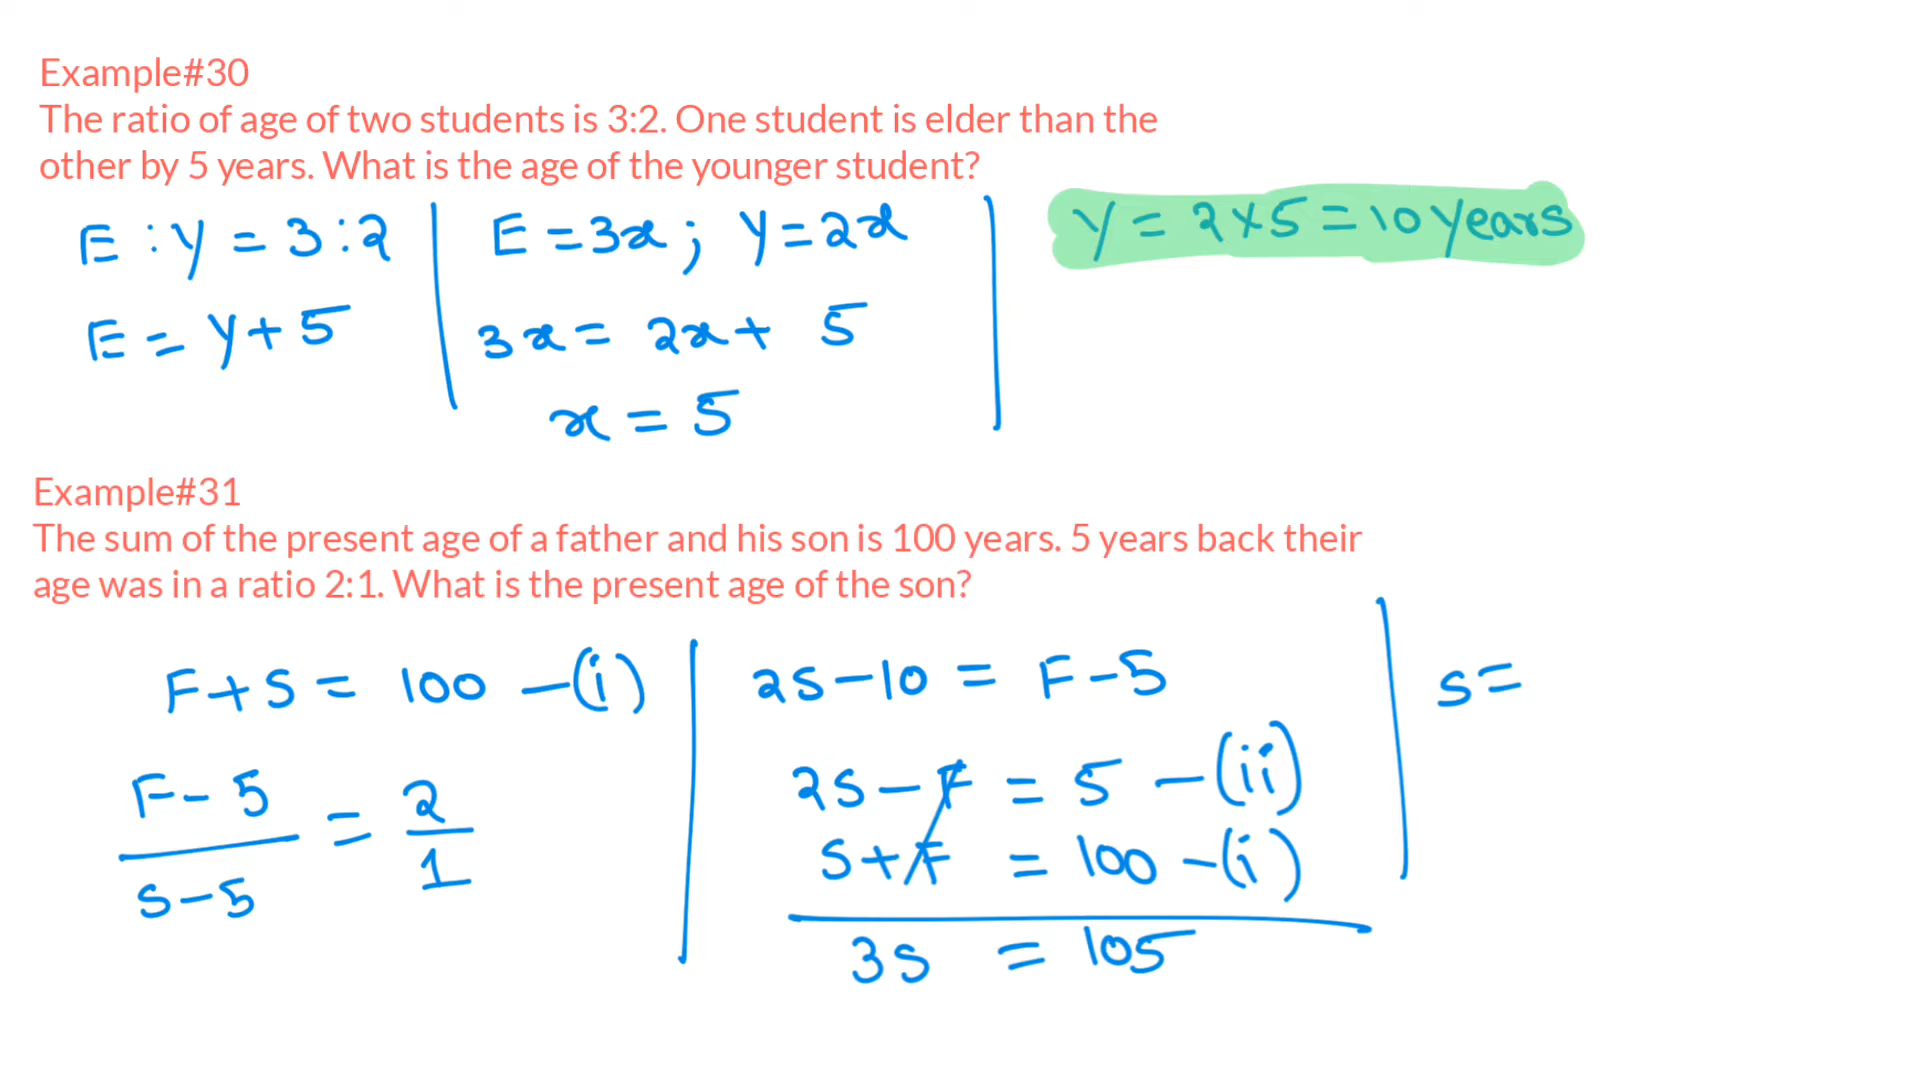 Example#30
The ratio of age of two students is 3:2. One student is elder than the
other by 5 years. What is the age of the younger student?
E : y = 3 : 2
E = y + 5
E = 3x ; y = 2x
3x = 2x + 5
x = 5
y = 2 × 5 = 10 years
Example#31
The sum of the present age of a father and his son is 100 years. 5 years back their
age was in a ratio 2:1. What is the present age of the son?
F + S = 100 – (i)
F – 5 / S – 5 = 2 / 1
2S – 10 = F – 5
2S – F = 5 – (ii)
S + F = 100 – (i)
3S = 105
S =